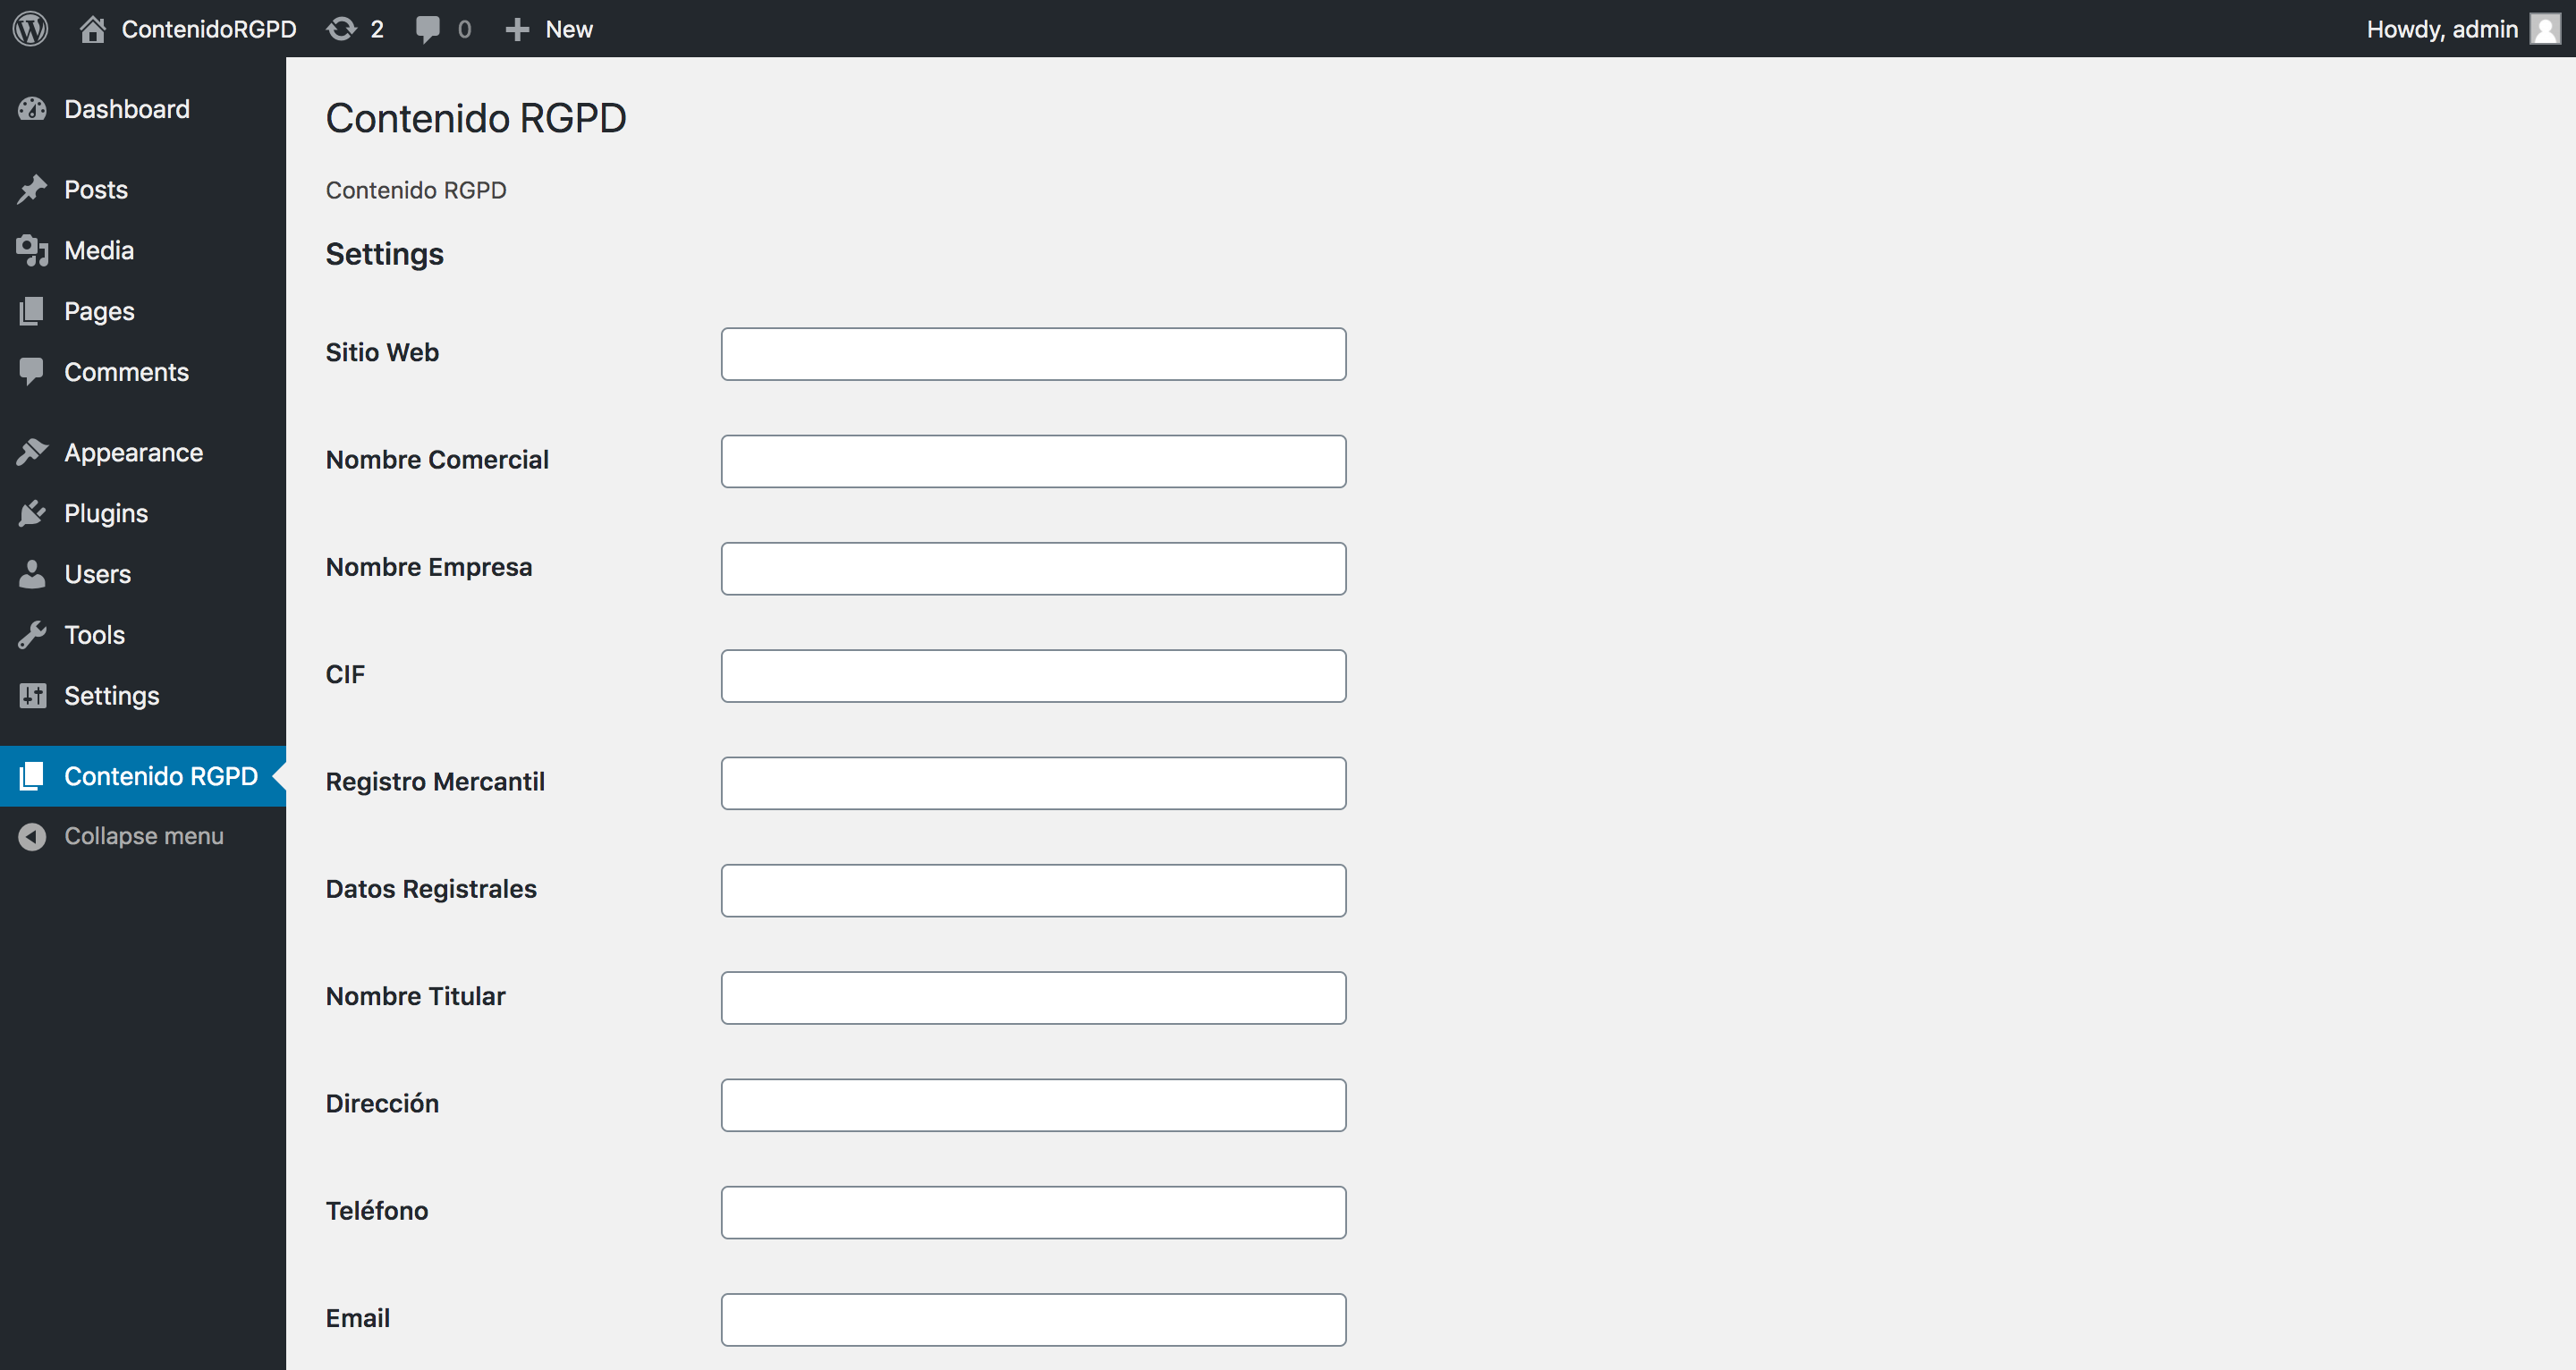 ContenidoRGPD 2 0 New Howdy, admin
Dashboard
Posts
Media
Pages
Comments
Appearance
Plugins
Users
Tools
Settings
Contenido RGPD
Collapse menu
Contenido RGPD
Contenido RGPD
Settings
Sitio Web
Nombre Comercial
Nombre Empresa
CIF
Registro Mercantil
Datos Registrales
Nombre Titular
Dirección
Teléfono
Email